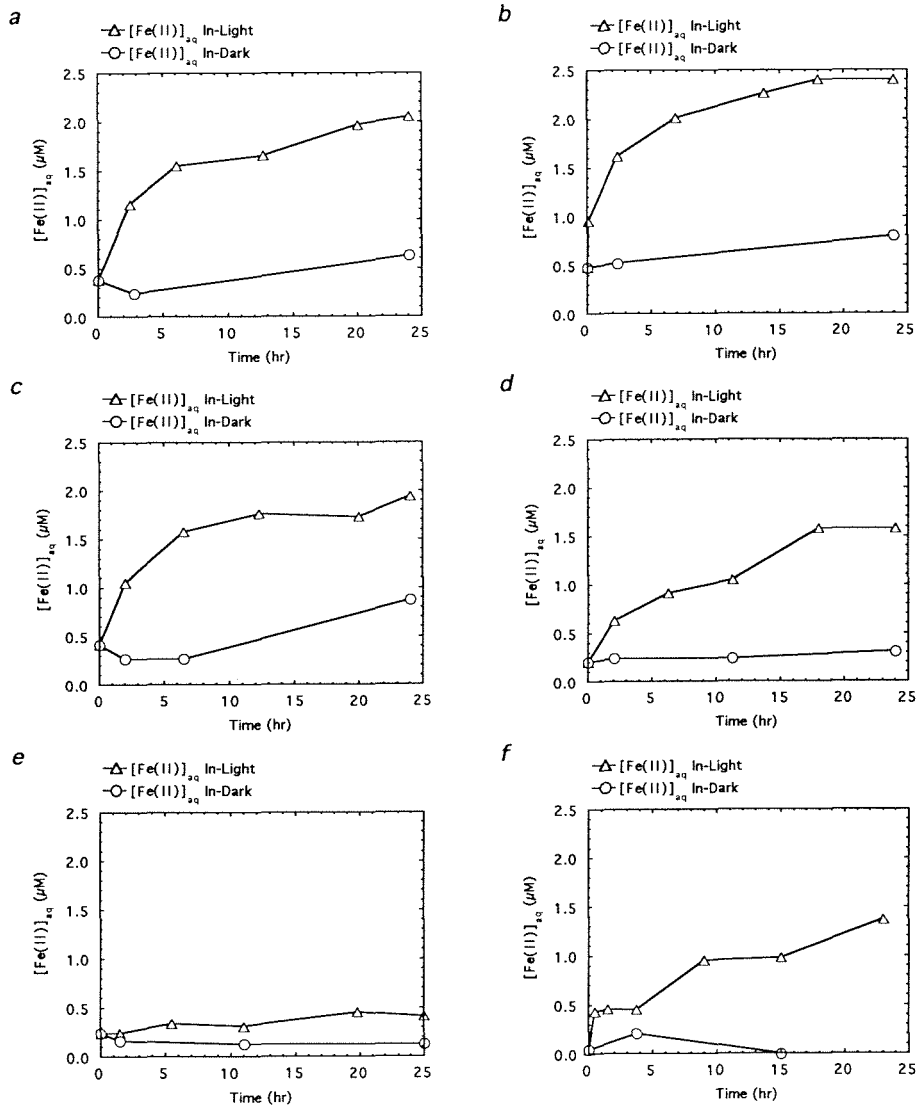 a
[Fe(II)]aq In-Light
[Fe(II)]aq In-Dark
2.5
2.0
1.5
1.0
0.5
0.0
[Fe(II)]aq (µM)
0 5 10 15 20 25
Time (hr)
b
[Fe(II)]aq In-Light
[Fe(II)]aq In-Dark
2.5
2.0
1.5
1.0
0.5
0.0
[Fe(II)]aq (µM)
0 5 10 15 20 25
Time (hr)
c
[Fe(II)]aq In-Light
[Fe(II)]aq In-Dark
2.5
2.0
1.5
1.0
0.5
0.0
[Fe(II)]aq (µM)
0 5 10 15 20 25
Time (hr)
d
[Fe(II)]aq In-Light
[Fe(II)]aq In-Dark
2.5
2.0
1.5
1.0
0.5
0.0
[Fe(II)]aq (µM)
0 5 10 15 20 25
Time (hr)
e
[Fe(II)]aq In-Light
[Fe(II)]aq In-Dark
2.5
2.0
1.5
1.0
0.5
0.0
[Fe(II)]aq (µM)
0 5 10 15 20 25
Time (hr)
f
[Fe(II)]aq In-Light
[Fe(II)]aq In-Dark
2.5
2.0
1.5
1.0
0.5
0.0
[Fe(II)]aq (µM)
0 5 10 15 20 25
Time (hr)